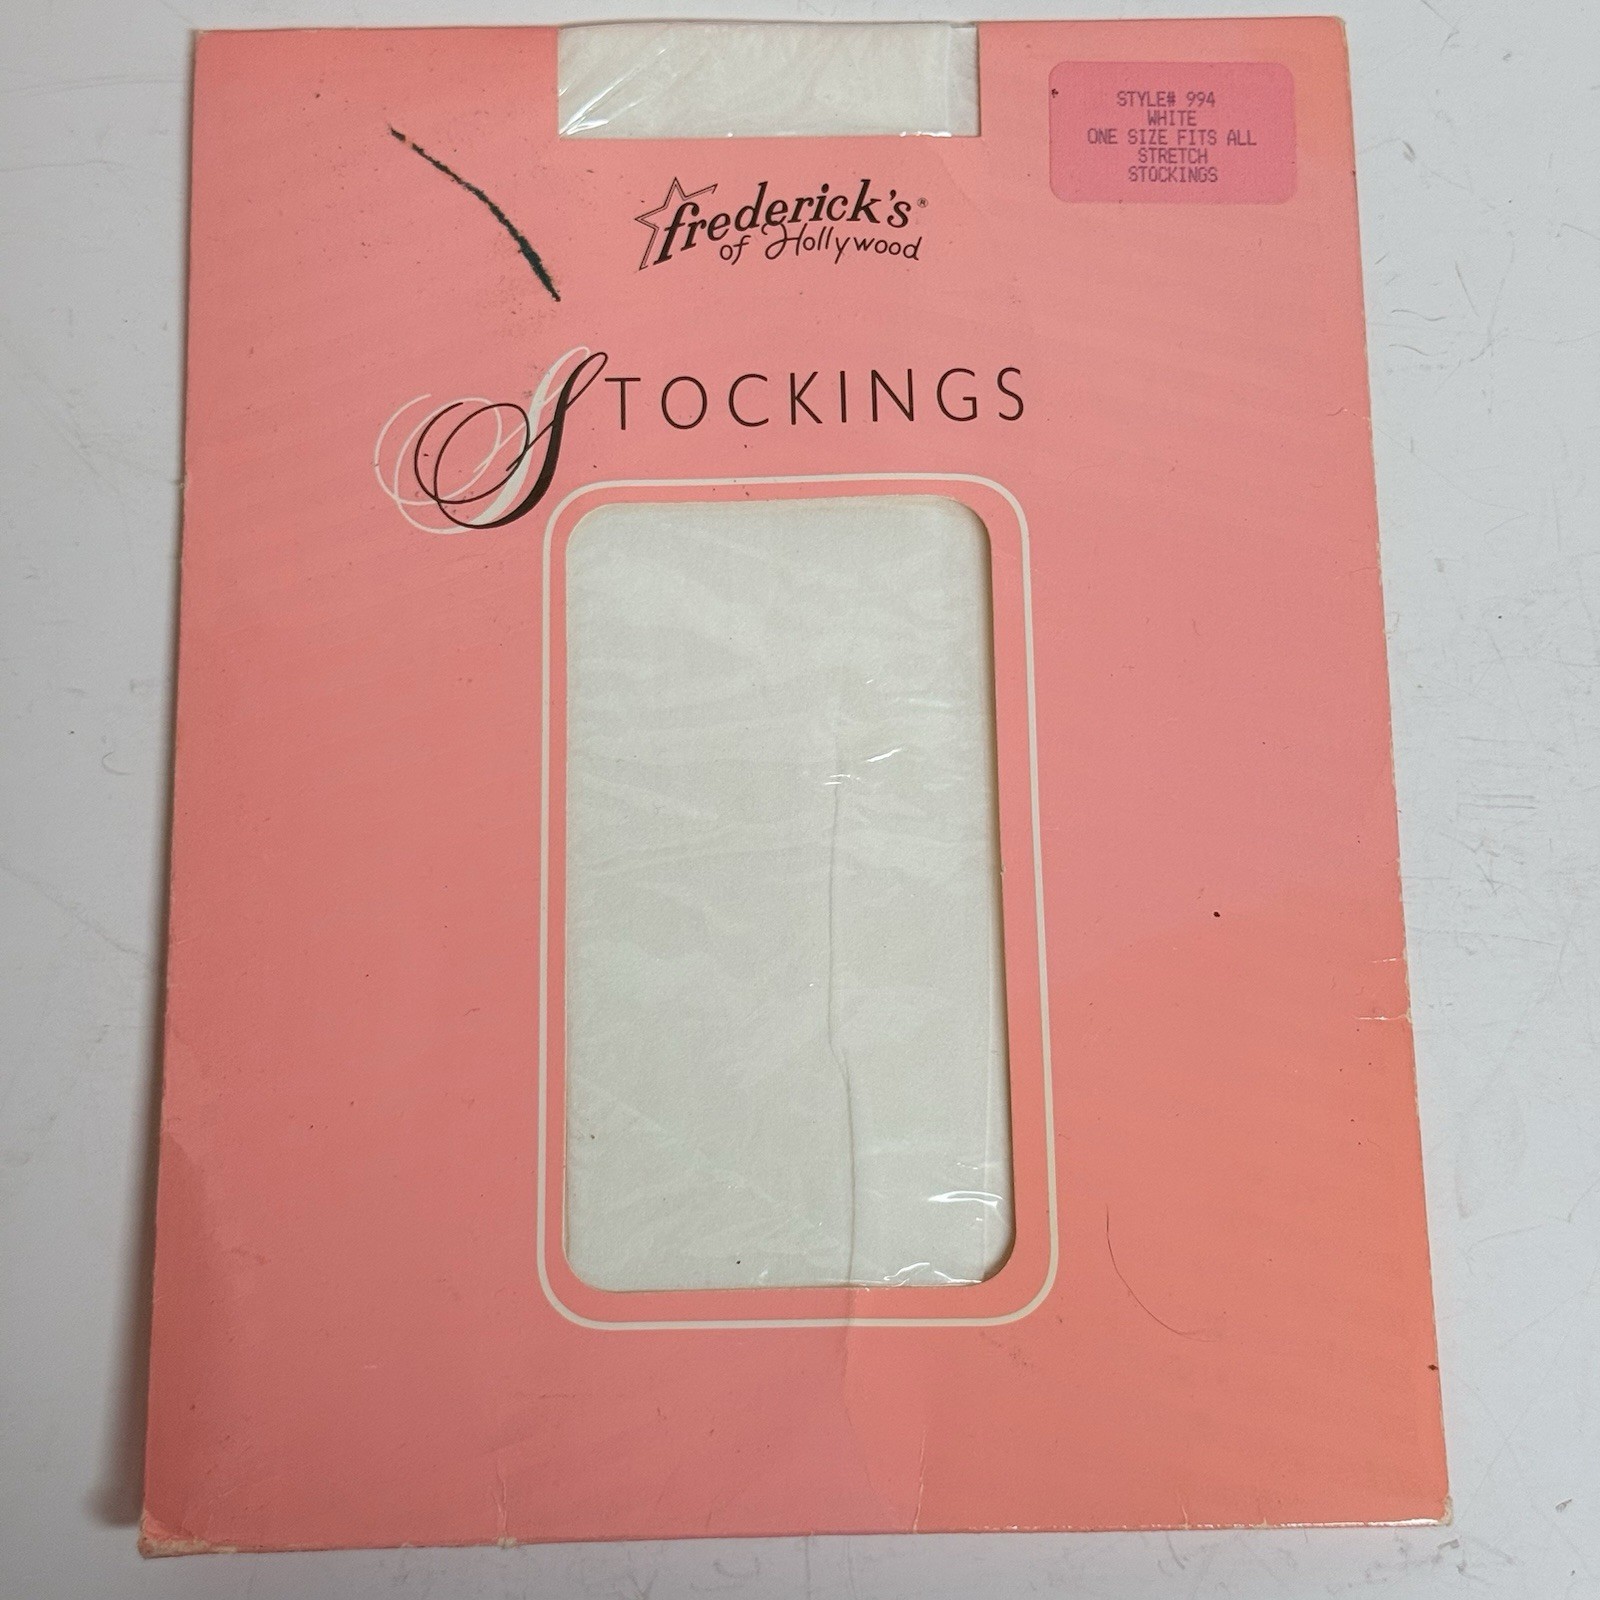 STYLE# 994
WHITE
ONE SIZE FITS ALL
STRETCH
STOCKINGS
frederick's®
of Hollywood
STOCKINGS